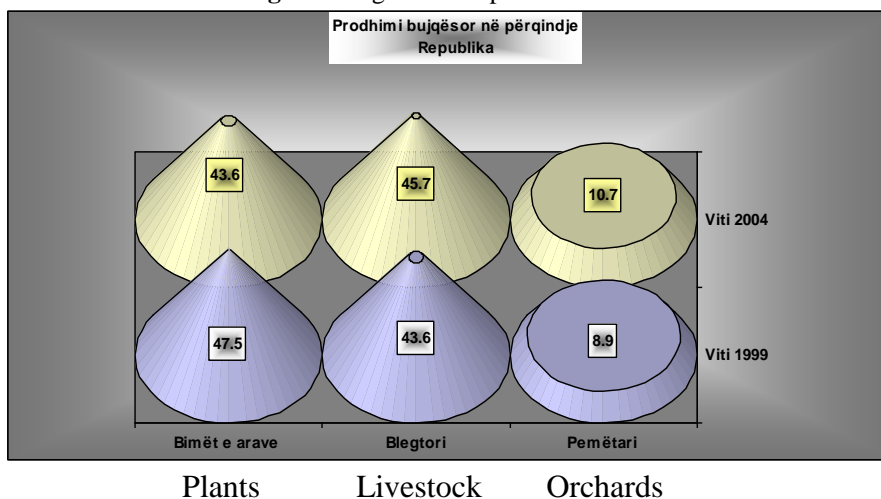 Prodhimi bujqësor në përqindje
Republika
43.6
45.7
10.7
Viti 2004
47.5
43.6
8.9
Viti 1999
Bimët e arave
Blegtori
Pemëtari
Plants
Livestock
Orchards